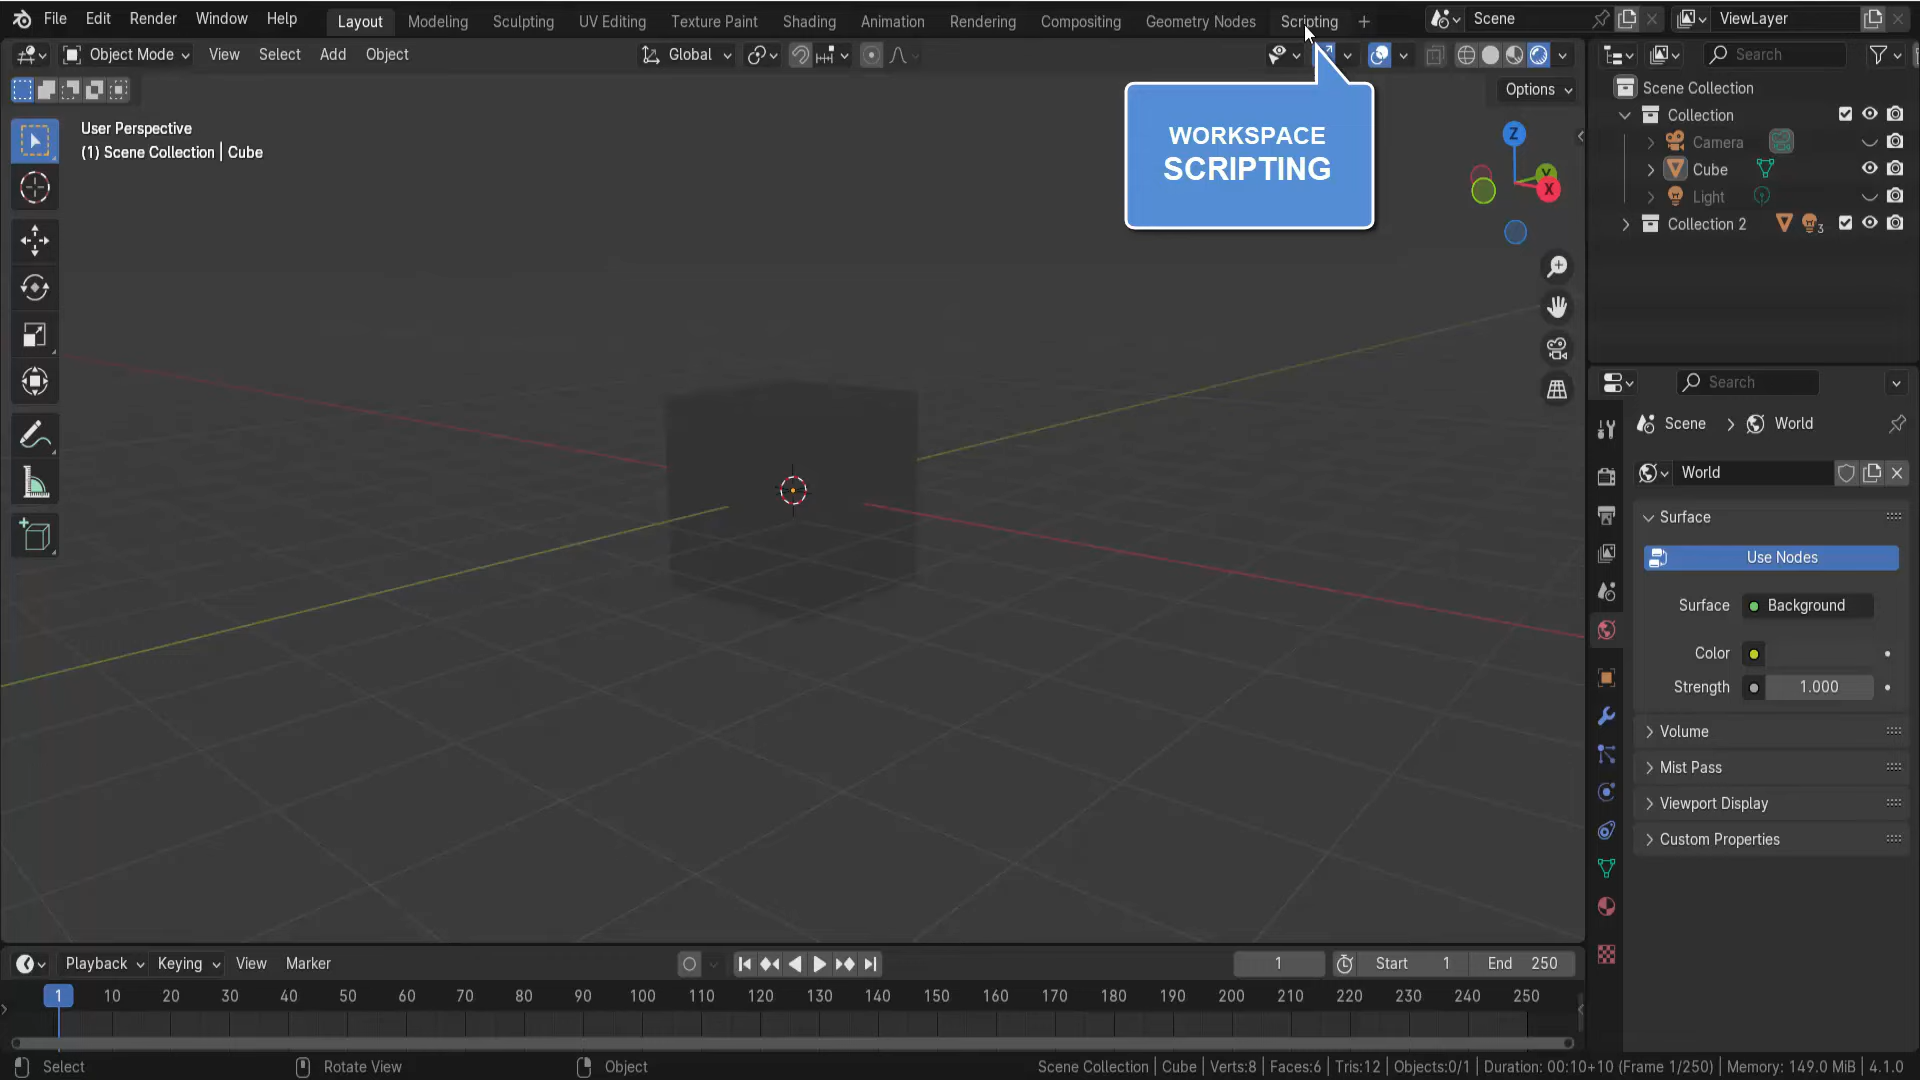 File Edit Render Window Help Layout Modeling Sculpting UV Editing Texture Paint Shading Animation Rendering Compositing Geometry Nodes Scripting + Scene ViewLayer
Object Mode View Select Add Object Global Search
Options
User Perspective
(1) Scene Collection | Cube
WORKSPACE
SCRIPTING
Z
Y
X
Scene Collection
Collection
Camera
Cube
Light
Collection 2 3
Search
Scene > World
World
Surface
Use Nodes
Surface Background
Color
Strength 1.000
Volume
Mist Pass
Viewport Display
Custom Properties
Playback Keying View Marker 1 Start 1 End 250
1 10 20 30 40 50 60 70 80 90 100 110 120 130 140 150 160 170 180 190 200 210 220 230 240 250
Select Rotate View Object Scene Collection | Cube | Verts:8 | Faces:6 | Tris:12 | Objects:0/1 | Duration: 00:10+10 (Frame 1/250) | Memory: 149.0 MiB | 4.1.0